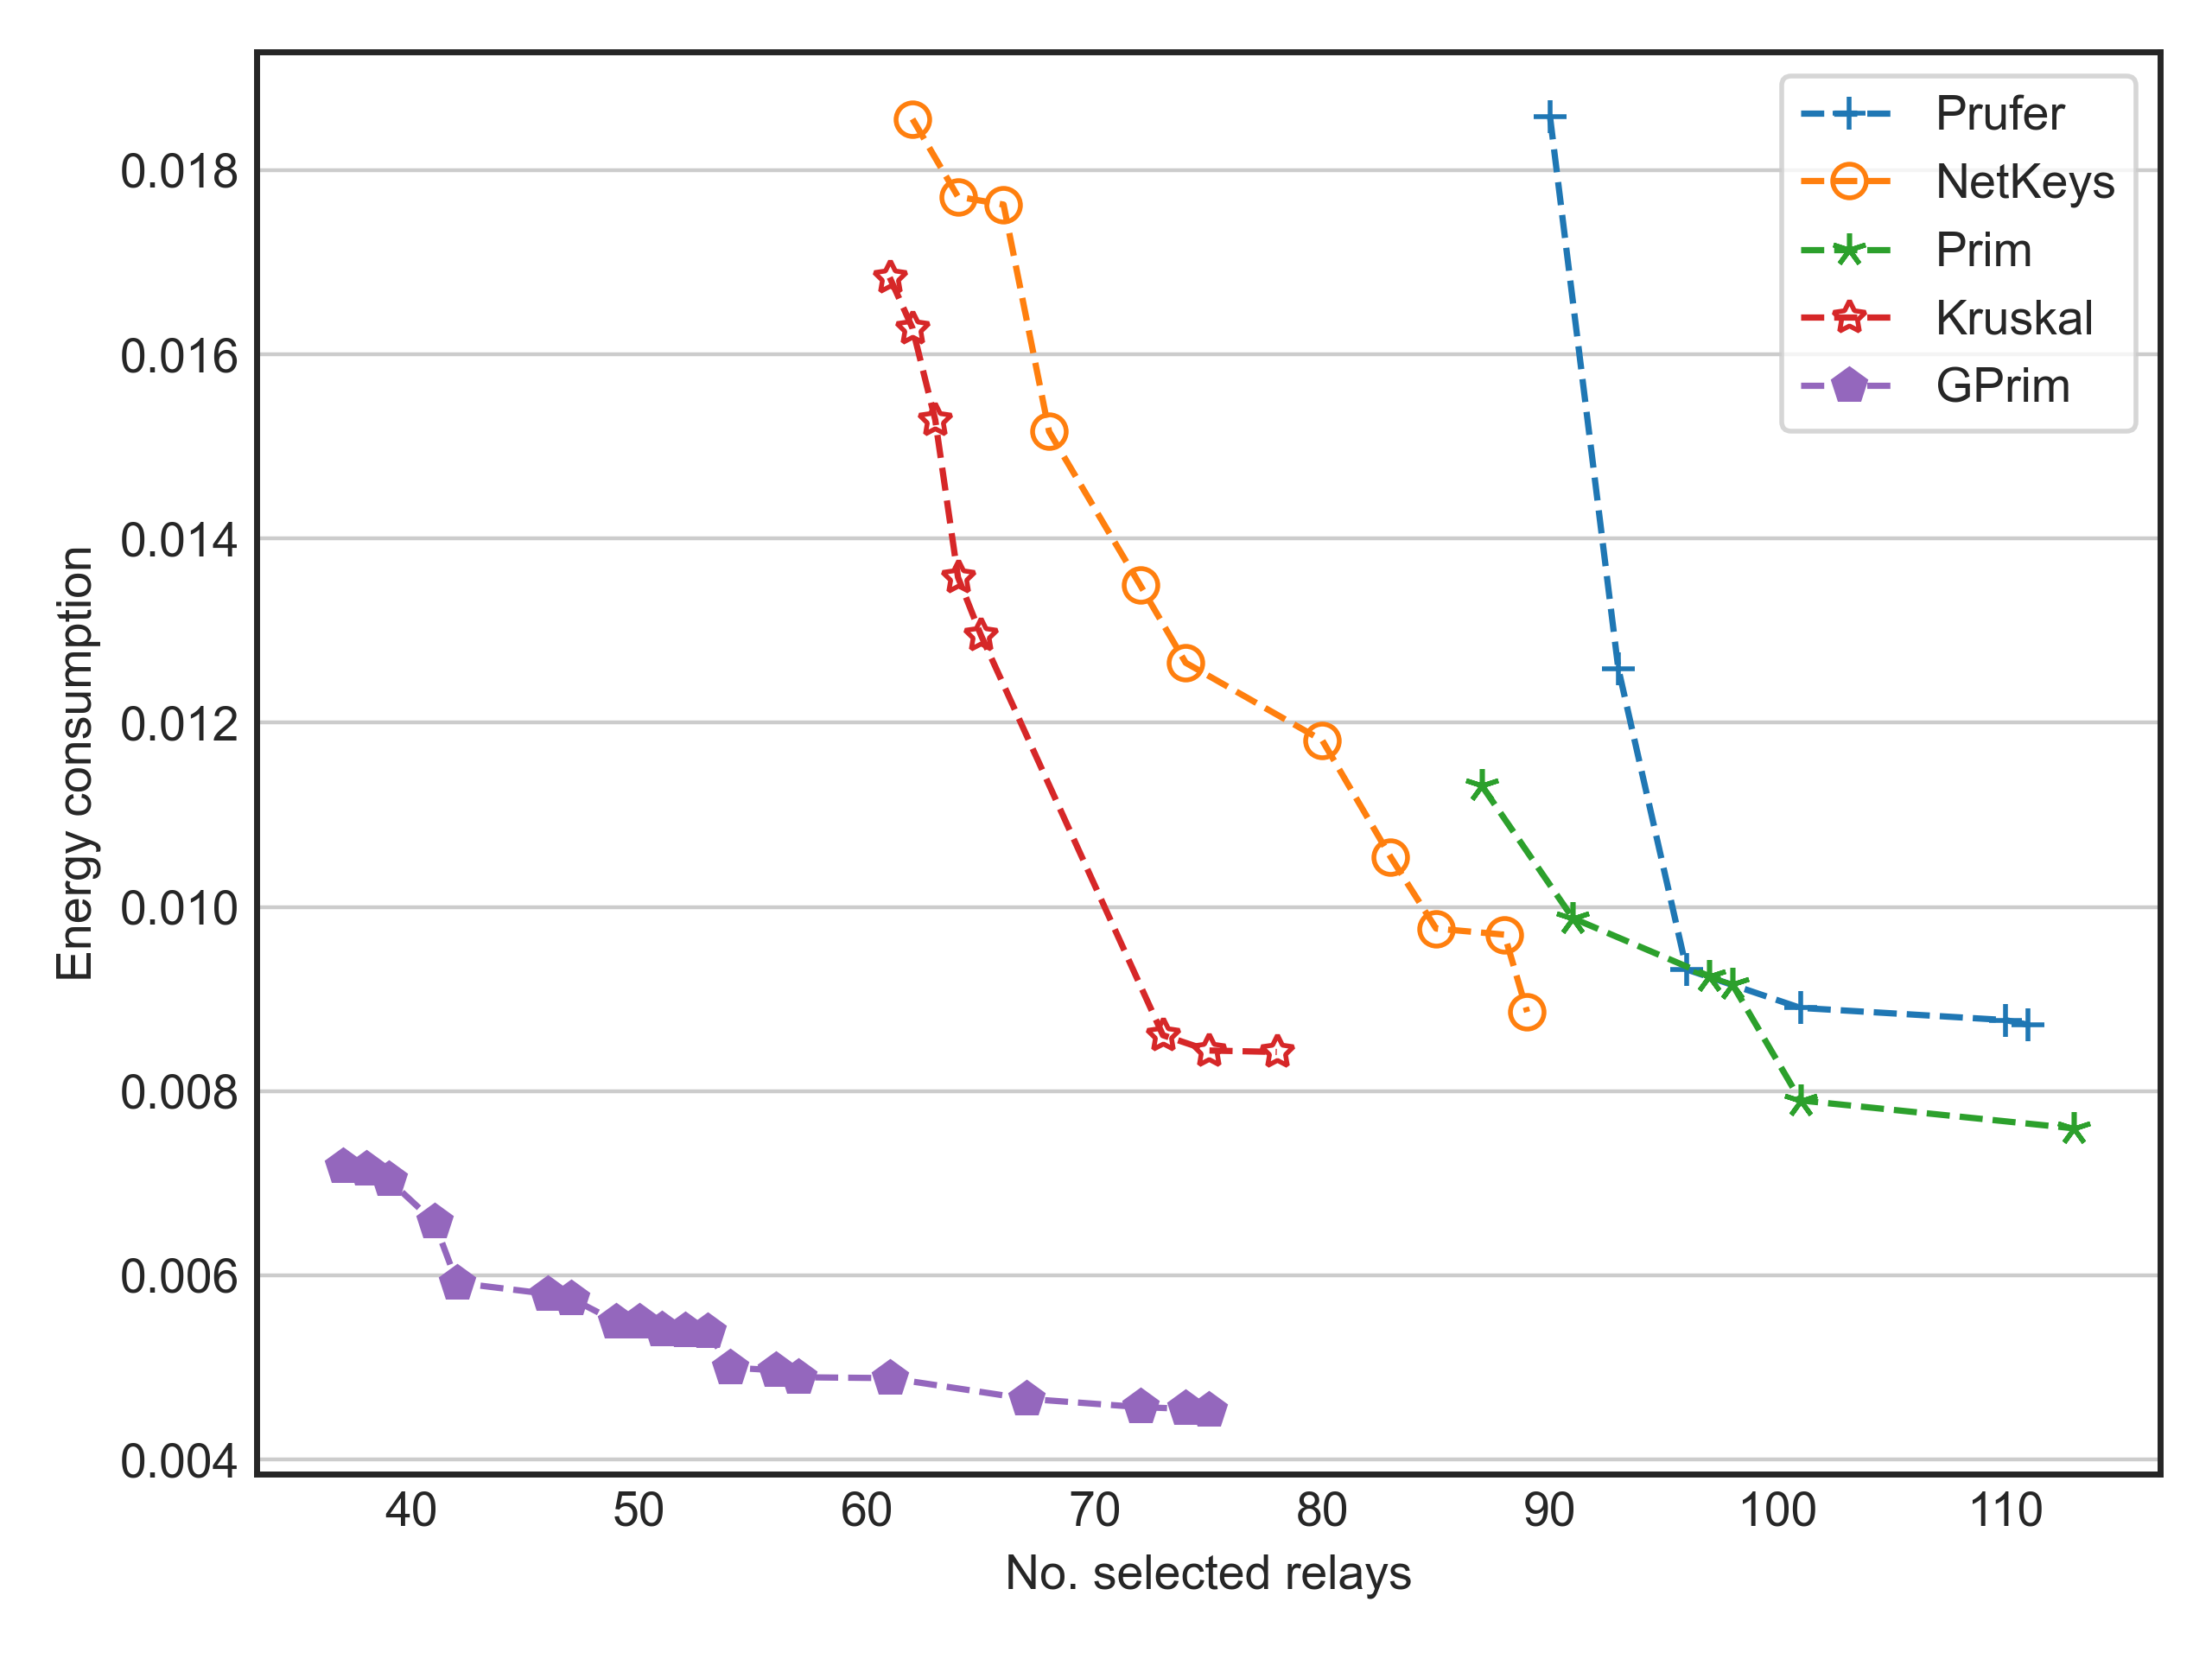 Prufer
NetKeys
Prim
Kruskal
GPrim
0.018
0.016
0.014
0.012
0.010
0.008
0.006
0.004
Energy consumption
40 50 60 70 80 90 100 110
No. selected relays